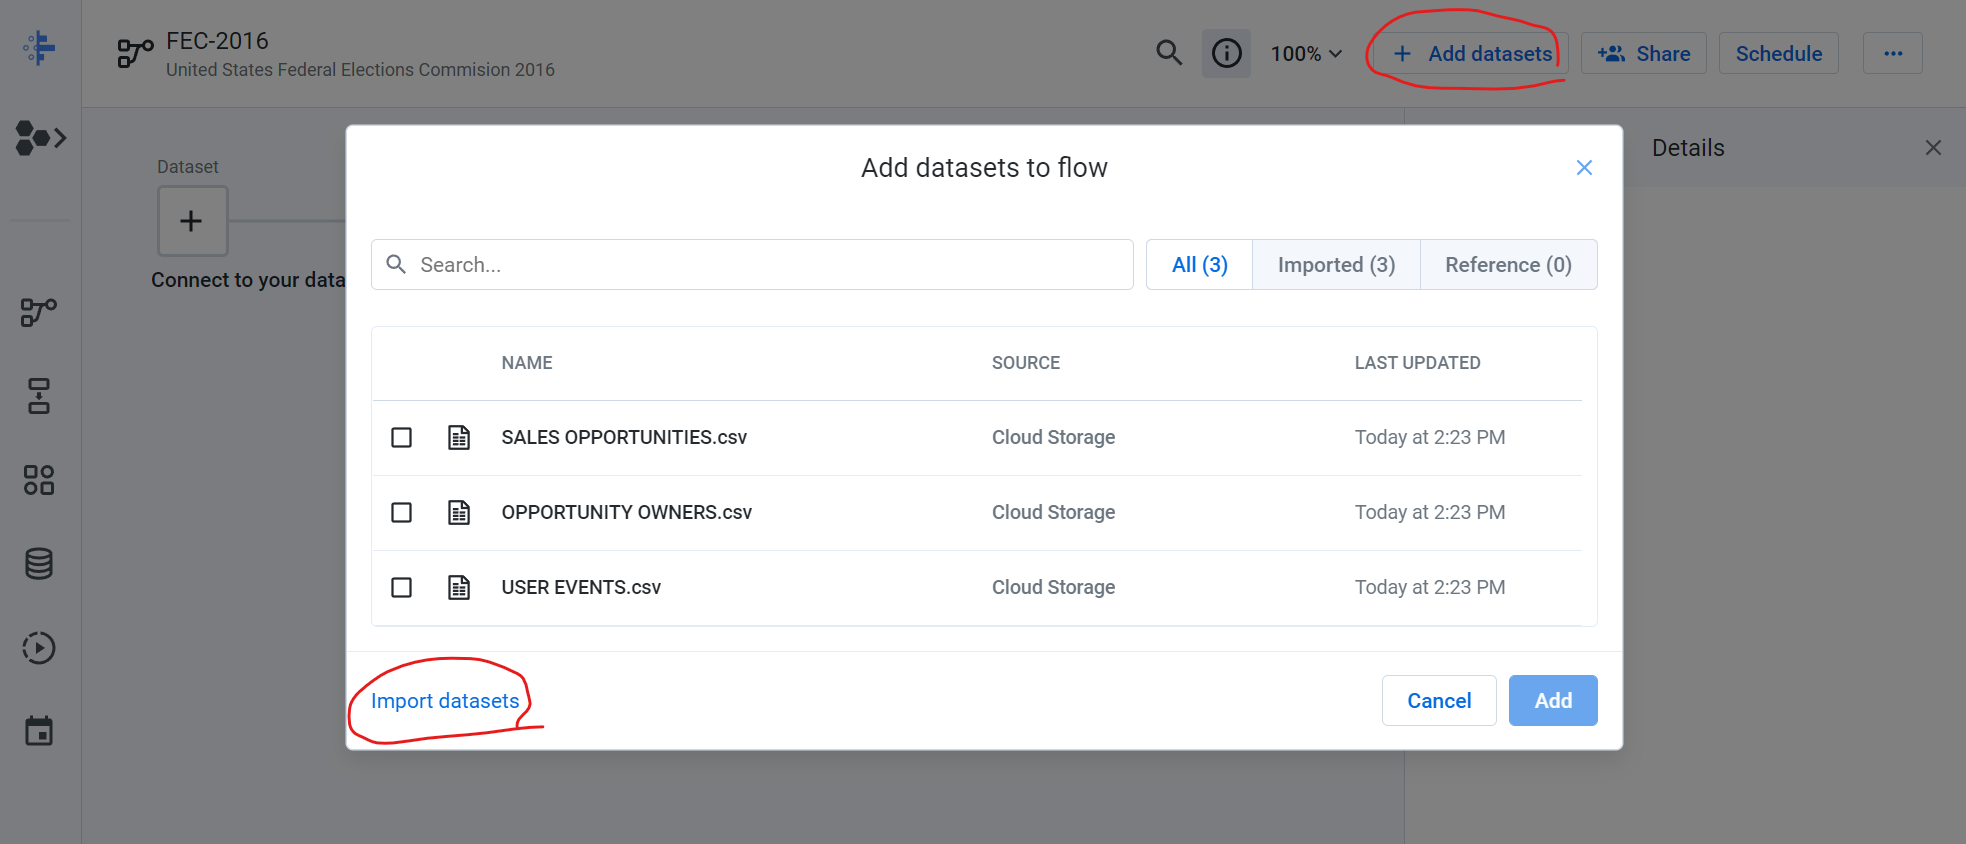 FEC-2016
United States Federal Elections Commision 2016
100%
Add datasets
Share
Schedule
Dataset
Connect to your data
Details
Add datasets to flow
Search...
All (3)
Imported (3)
Reference (0)
NAME SOURCE LAST UPDATED
SALES OPPORTUNITIES.csv Cloud Storage Today at 2:23 PM
OPPORTUNITY OWNERS.csv Cloud Storage Today at 2:23 PM
USER EVENTS.csv Cloud Storage Today at 2:23 PM
Import datasets
Cancel
Add